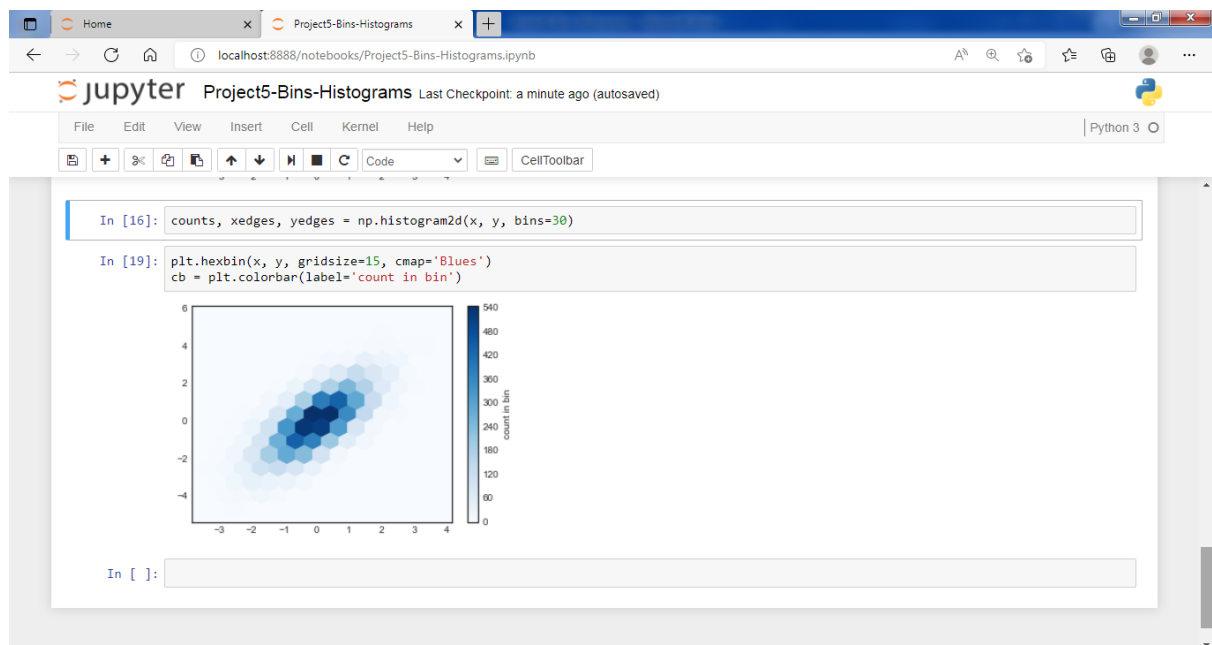 Home
Project5-Bins-Histograms
localhost:8888/notebooks/Project5-Bins-Histograms.ipynb
jupyter Project5-Bins-Histograms Last Checkpoint: a minute ago (autosaved)
File Edit View Insert Cell Kernel Help
Python 3
Code CellToolbar
In [16]: counts, xedges, yedges = np.histogram2d(x, y, bins=30)
In [19]: plt.hexbin(x, y, gridsize=15, cmap='Blues')
cb = plt.colorbar(label='count in bin')
6
4
2
0
−2
−4
−3 −2 −1 0 1 2 3 4
540
480
420
360
300
240
180
120
60
0
count in bin
In [ ]: